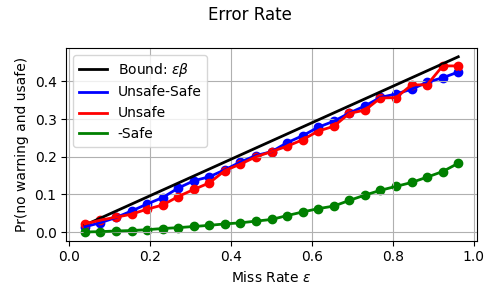 Error Rate
Pr(no warning and usafe)
0.4
0.3
0.2
0.1
0.0
Bound: εβ
Unsafe-Safe
Unsafe
-Safe
0.0 0.2 0.4 0.6 0.8 1.0
Miss Rate ε